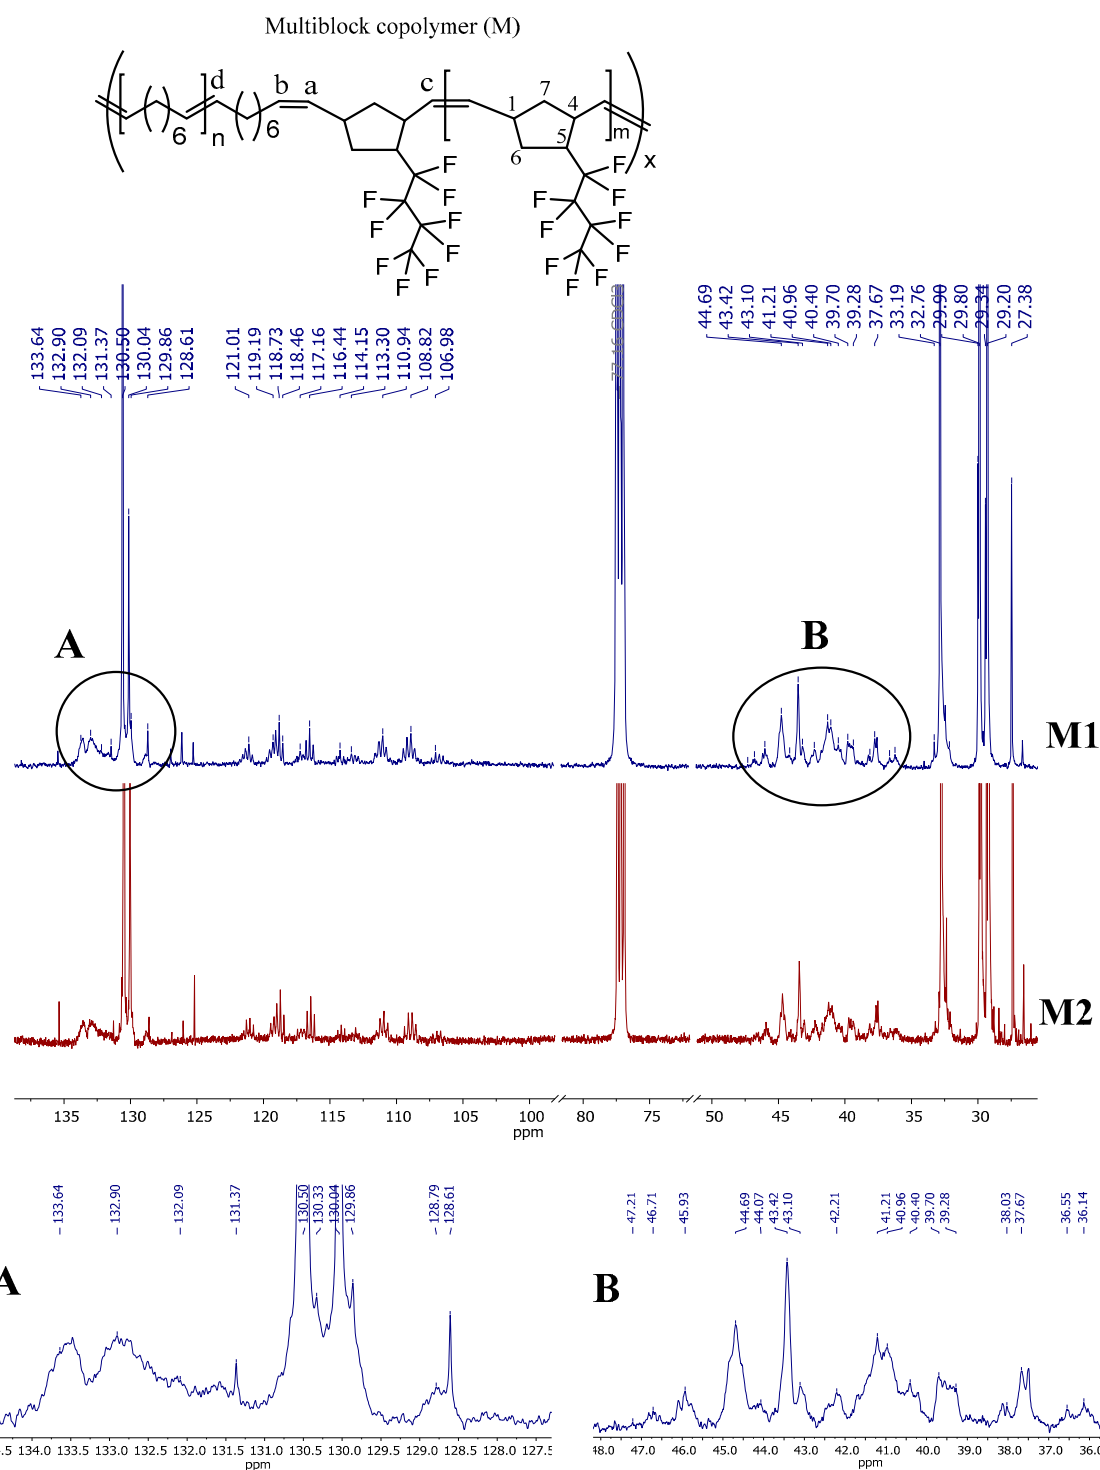 Multiblock copolymer (M)
d b a c 7
1 4
6 n 6 5 m
6 x
F F
F F F F
F F F F
F F F F
F F F F
F F
133.64 132.90 132.09 131.37 130.50 130.04 129.86 128.61
121.01 119.19 118.73 118.46 117.16 116.44 114.15 113.30 110.94 108.82 106.98
77.16 CDCl3
44.69 43.42 43.10 41.21 40.96 40.40 39.70 39.28 37.67 33.19 32.76 29.90 29.80 29.34 29.20 27.38
A
B
M1
M2
135 130 125 120 115 110 105 100 80 75 50 45 40 35 30
ppm
133.64 132.90 132.09 131.37 130.50 130.33 130.04 129.86 128.79 128.61
47.21 46.71 45.93 44.69 44.07 43.42 43.10 42.21 41.21 40.96 40.40 39.70 39.28 38.03 37.67 36.55 36.14
A
B
134.0 133.5 133.0 132.5 132.0 131.5 131.0 130.5 130.0 129.5 129.0 128.5 128.0 127.5
ppm
48.0 47.0 46.0 45.0 44.0 43.0 42.0 41.0 40.0 39.0 38.0 37.0 36.0
ppm